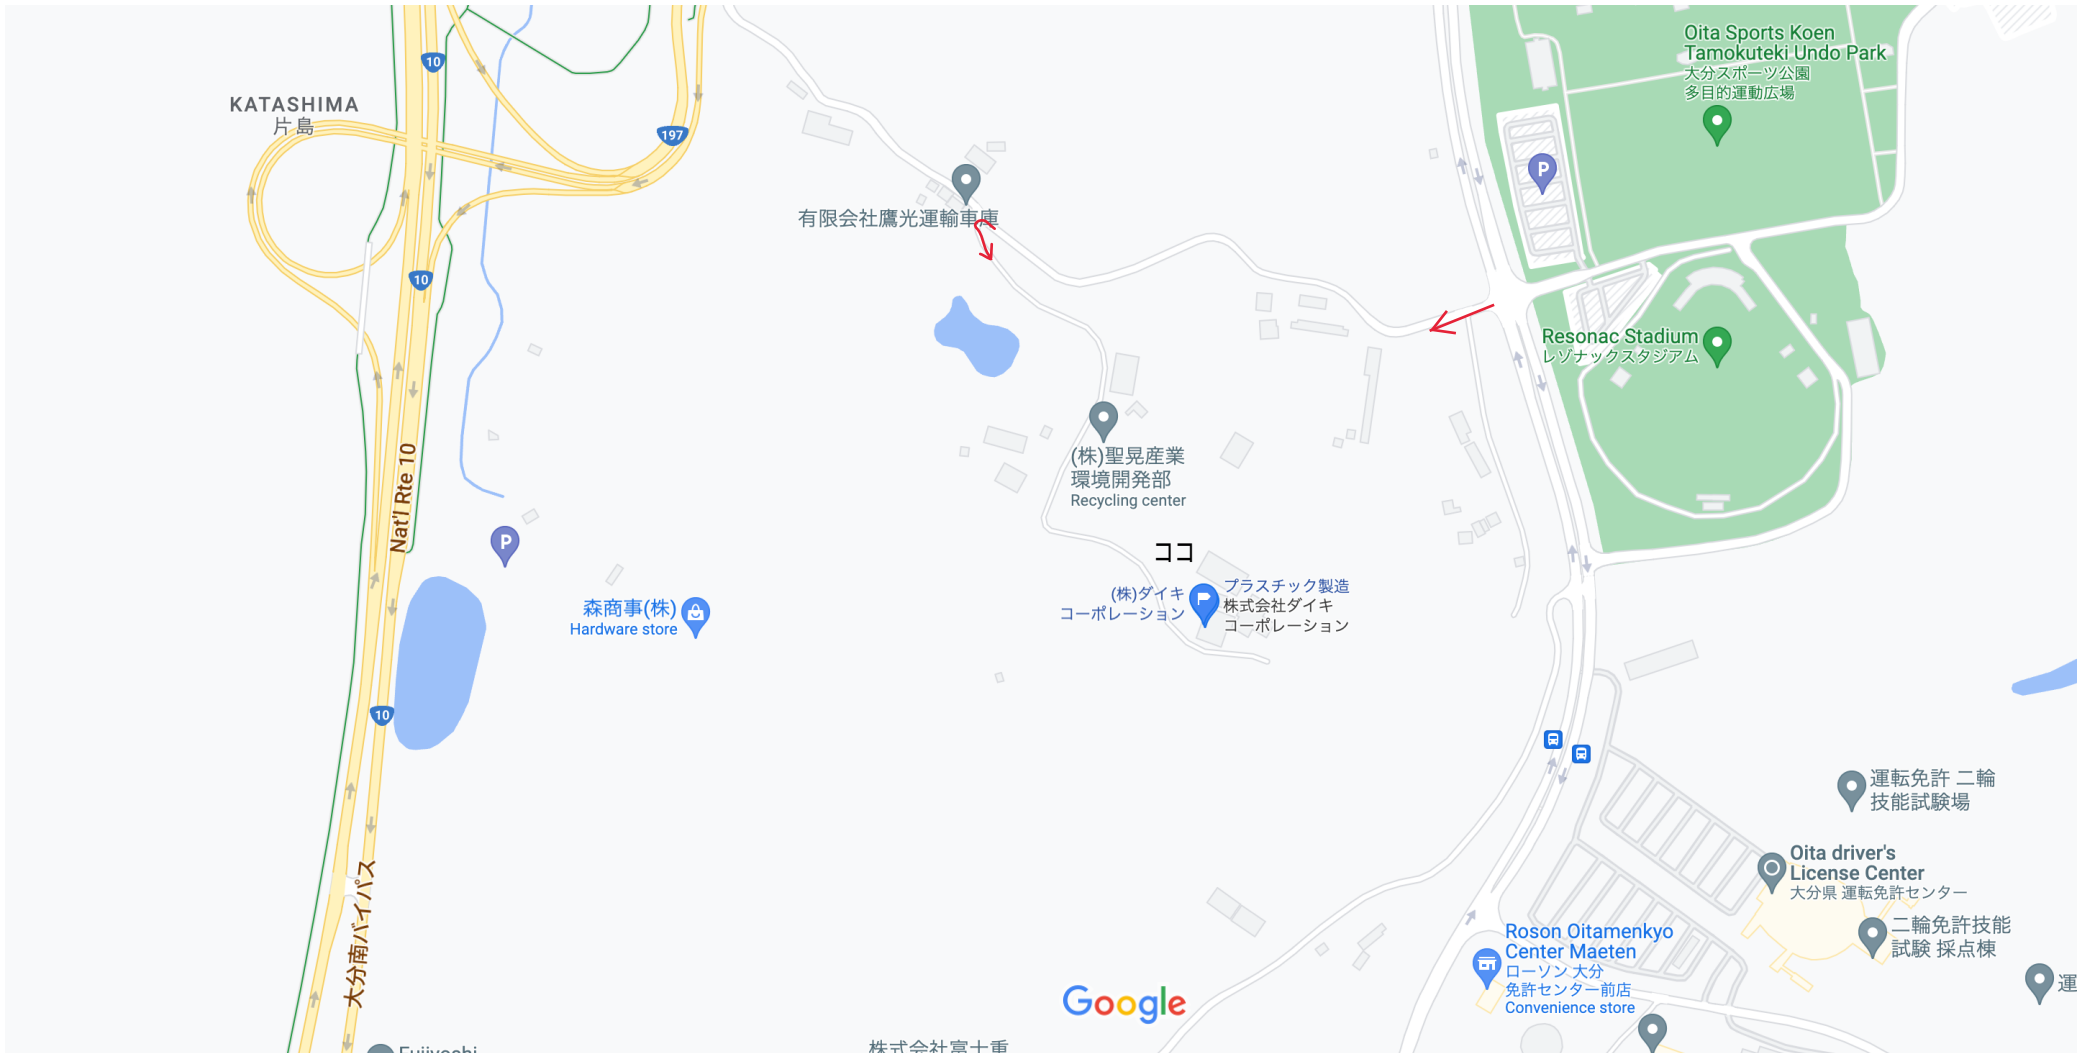 Oita Sports Koen
Tamokuteki Undo Park
大分スポーツ公園
多目的運動広場
10
KATASHIMA
片島
197
P
有限会社鷹光運輸車庫
10
Resonac Stadium
レゾナックスタジアム
(株)聖晃産業
環境開発部
Recycling center
Nat'l Rte 10
P
ココ
プラスチック製造
株式会社ダイキ
コーポレーション
(株)ダイキ
コーポレーション
森商事(株)
Hardware store
10
運転免許 二輪
技能試験場
Oita driver's
License Center
大分県 運転免許センター
大分南バイパス
二輪免許技能
試験 採点棟
Roson Oitamenkyo
Center Maeten
ローソン 大分
免許センター前店
Convenience store
運
Google
株式会社富士重
Fujiyoshi